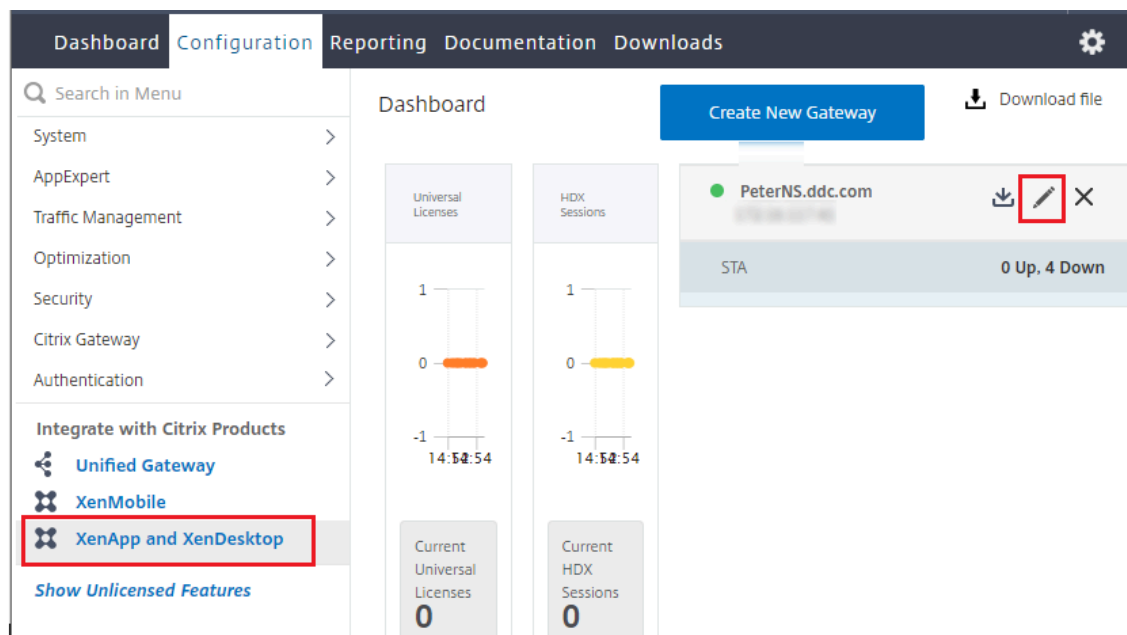 Dashboard Configuration Reporting Documentation Downloads
Search in Menu
System
AppExpert
Traffic Management
Optimization
Security
Citrix Gateway
Authentication
Integrate with Citrix Products
Unified Gateway
XenMobile
XenApp and XenDesktop
Show Unlicensed Features
Dashboard
Create New Gateway
Download file
Universal
Licenses
1
0
-1
Current
Universal
Licenses
0
HDX
Sessions
1
0
-1
Current
HDX
Sessions
0
PeterNS.ddc.com
STA 0 Up, 4 Down